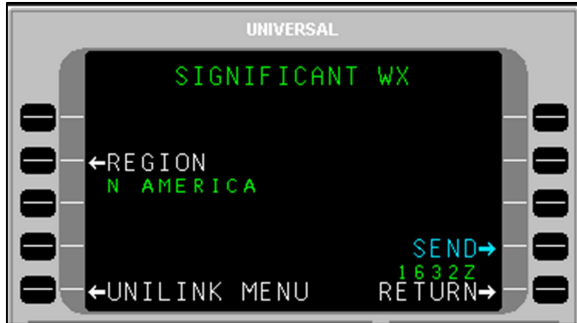 UNIVERSAL
SIGNIFICANT WX
←REGION
N AMERICA
SEND→
1632Z
←UNILINK MENU RETURN→